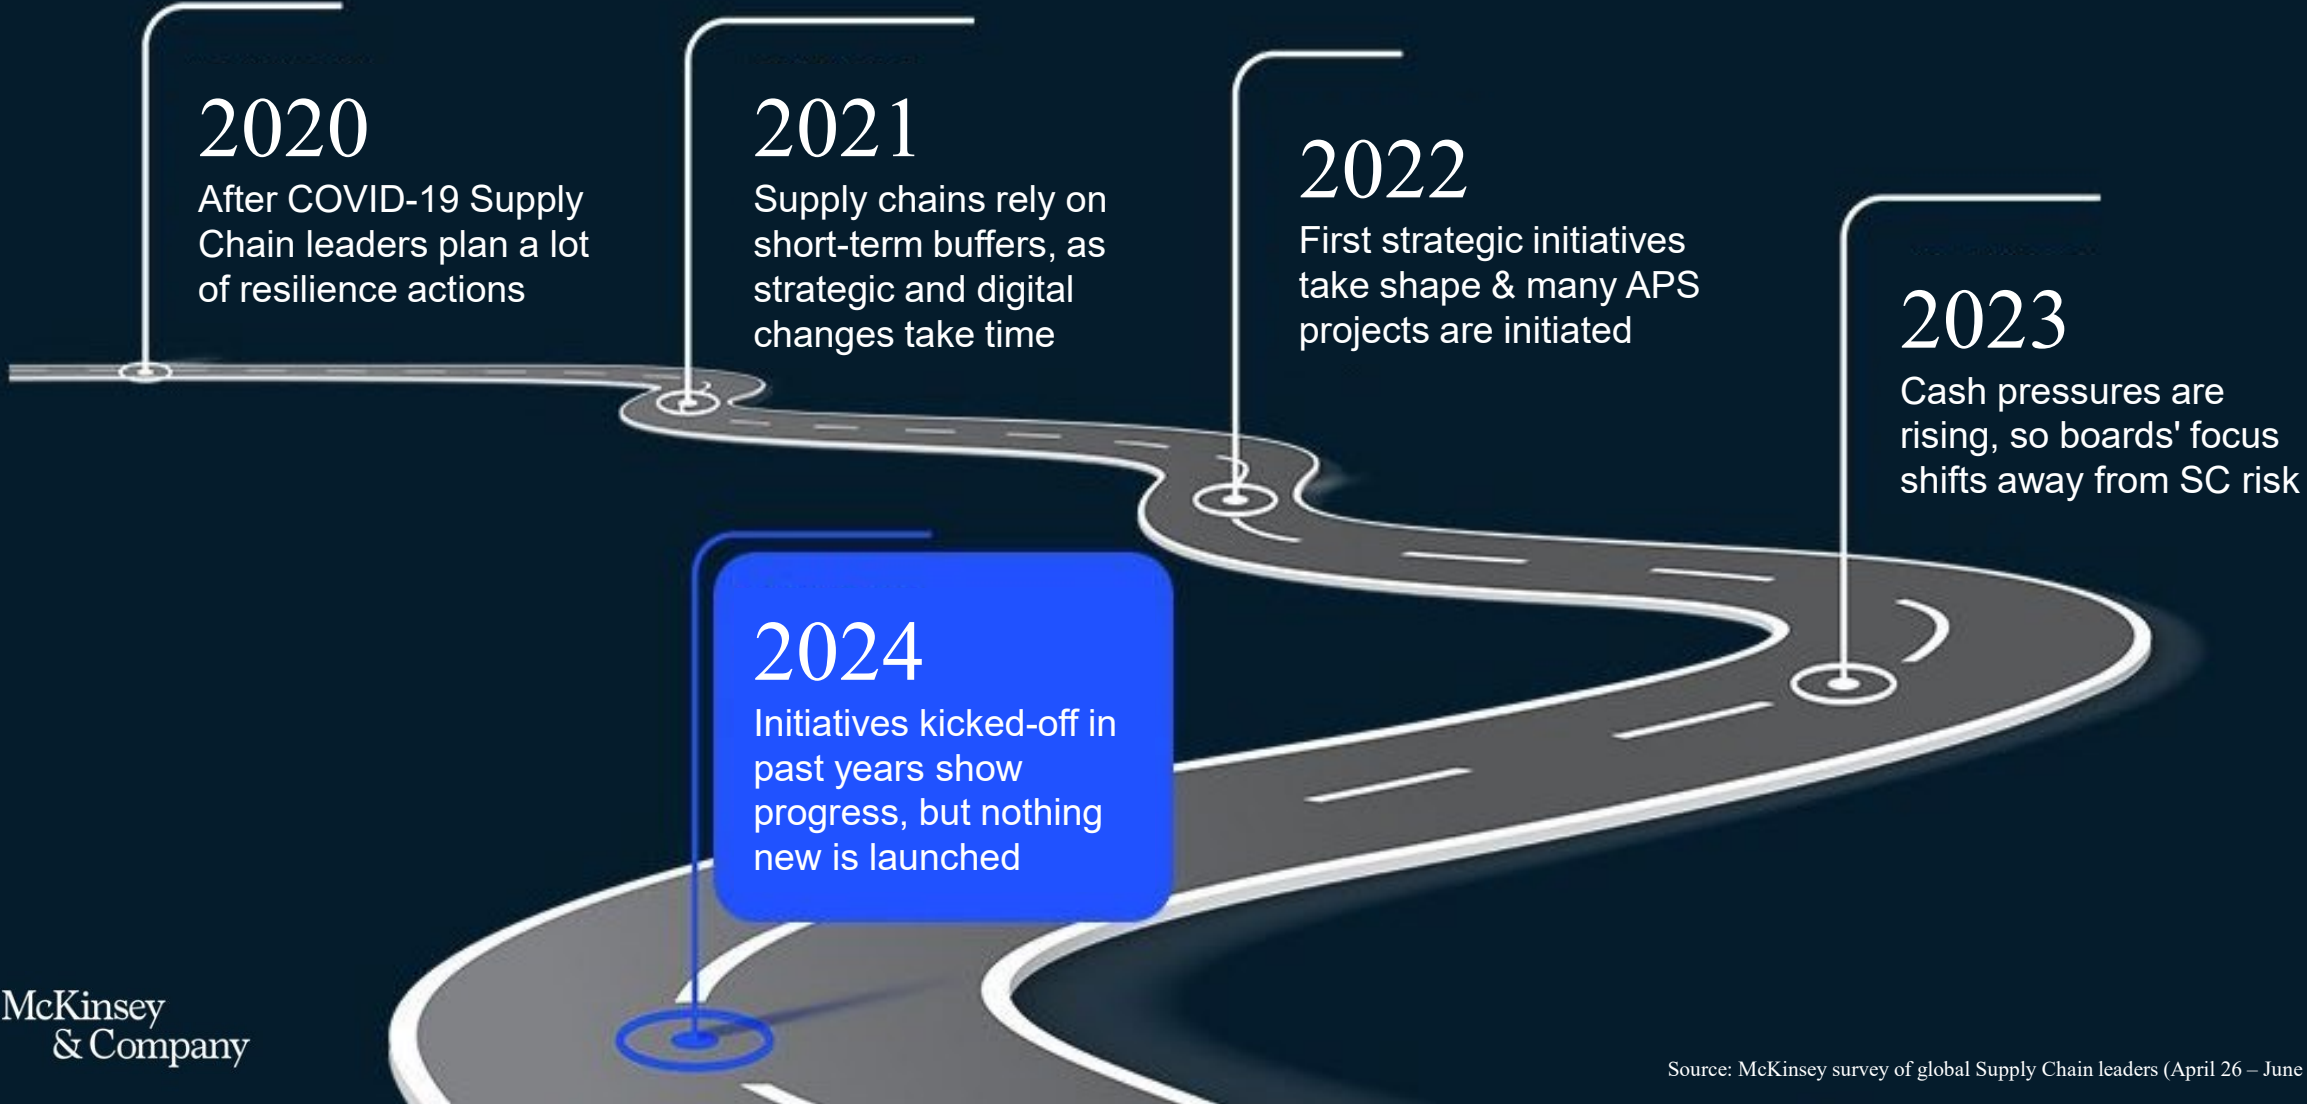 2020
After COVID-19 Supply
Chain leaders plan a lot
of resilience actions
2021
Supply chains rely on
short-term buffers, as
strategic and digital
changes take time
2022
First strategic initiatives
take shape & many APS
projects are initiated
2023
Cash pressures are
rising, so boards' focus
shifts away from SC risk
2024
Initiatives kicked-off in
past years show
progress, but nothing
new is launched
McKinsey
& Company
Source: McKinsey survey of global Supply Chain leaders (April 26 – June